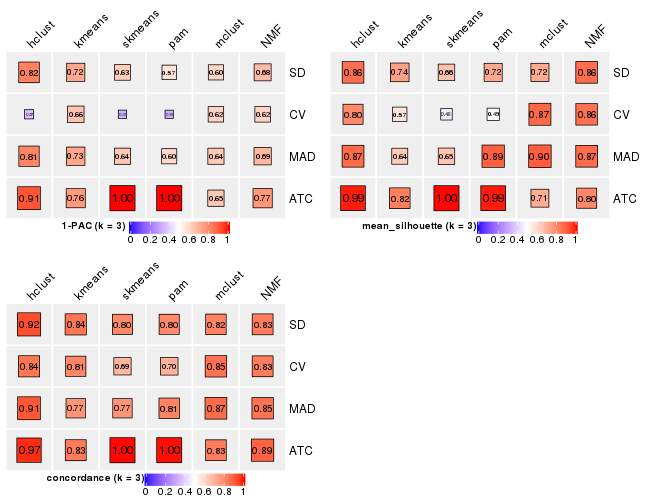 hclust kmeans skmeans pam mclust NMF
0.82 0.72 0.63 0.57 0.60 0.68 SD
0.66 0.62 0.62 CV
0.81 0.73 0.64 0.60 0.64 0.69 MAD
0.91 0.76 1.00 1.00 0.65 0.77 ATC
1-PAC (k = 3)
0 0.2 0.4 0.6 0.8 1
hclust kmeans skmeans pam mclust NMF
0.86 0.74 0.66 0.72 0.72 0.86 SD
0.80 0.57 0.49 0.87 0.86 CV
0.87 0.64 0.65 0.89 0.90 0.87 MAD
0.99 0.82 1.00 0.99 0.71 0.80 ATC
mean_silhouette (k = 3)
0 0.2 0.4 0.6 0.8 1
hclust kmeans skmeans pam mclust NMF
0.92 0.84 0.80 0.80 0.82 0.83 SD
0.84 0.81 0.69 0.70 0.85 0.83 CV
0.91 0.77 0.77 0.81 0.87 0.85 MAD
0.97 0.83 1.00 1.00 0.83 0.89 ATC
concordance (k = 3)
0 0.2 0.4 0.6 0.8 1